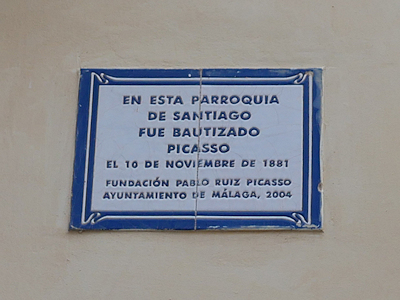 EN ESTA PARROQUIA
DE SANTIAGO
FUE BAUTIZADO
PICASSO
EL 10 DE NOVIEMBRE DE 1881
FUNDACIÓN PABLO RUIZ PICASSO
AYUNTAMIENTO DE MÁLAGA, 2004